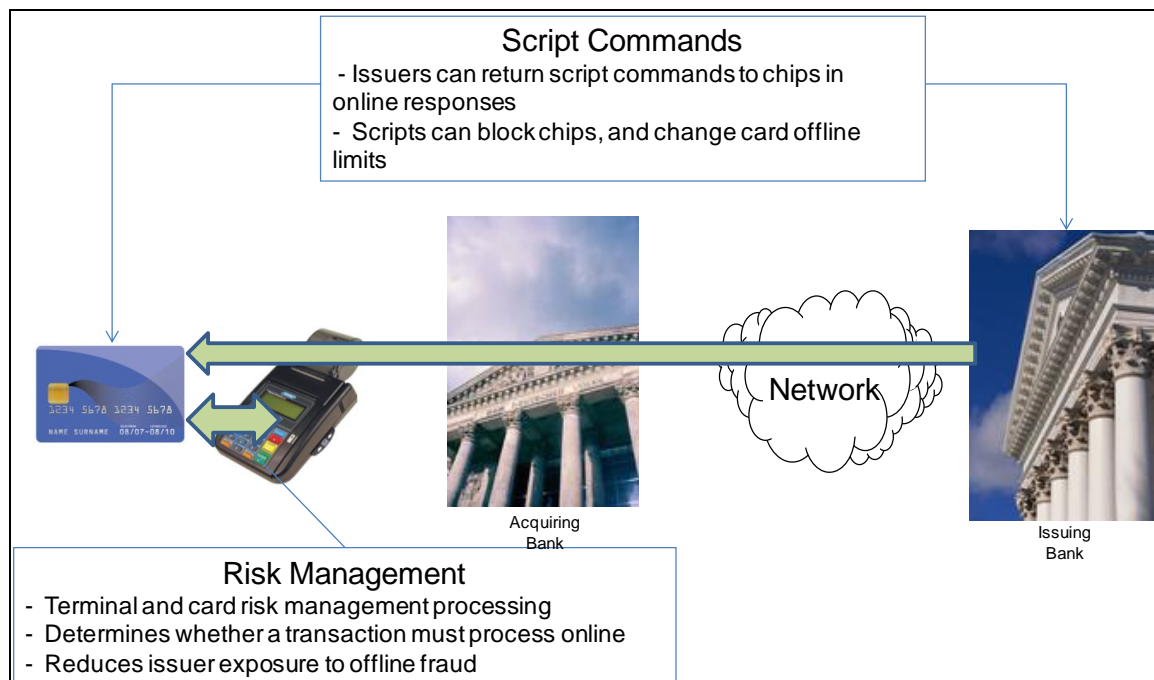 Script Commands
- Issuers can return script commands to chips in
online responses
- Scripts can block chips, and change card offline
limits
Network
1234 5678 1234 5678
NAME SURNAME 08/07-08/10
Acquiring
Bank
Issuing
Bank
Risk Management
- Terminal and card risk management processing
- Determines whether a transaction must process online
- Reduces issuer exposure to offline fraud